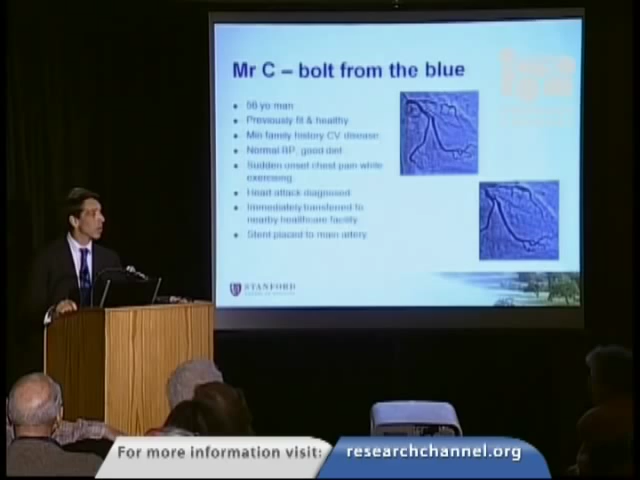 Mr C – bolt from the blue
56 yo man
Previously fit & healthy
Min family history CV disease
Normal BP, good diet
Sudden onset chest pain while
exercising
Heart attack diagnosed
Immediately transferred to
nearby healthcare facility
Stent placed to main artery
STANFORD
For more information visit:
researchchannel.org